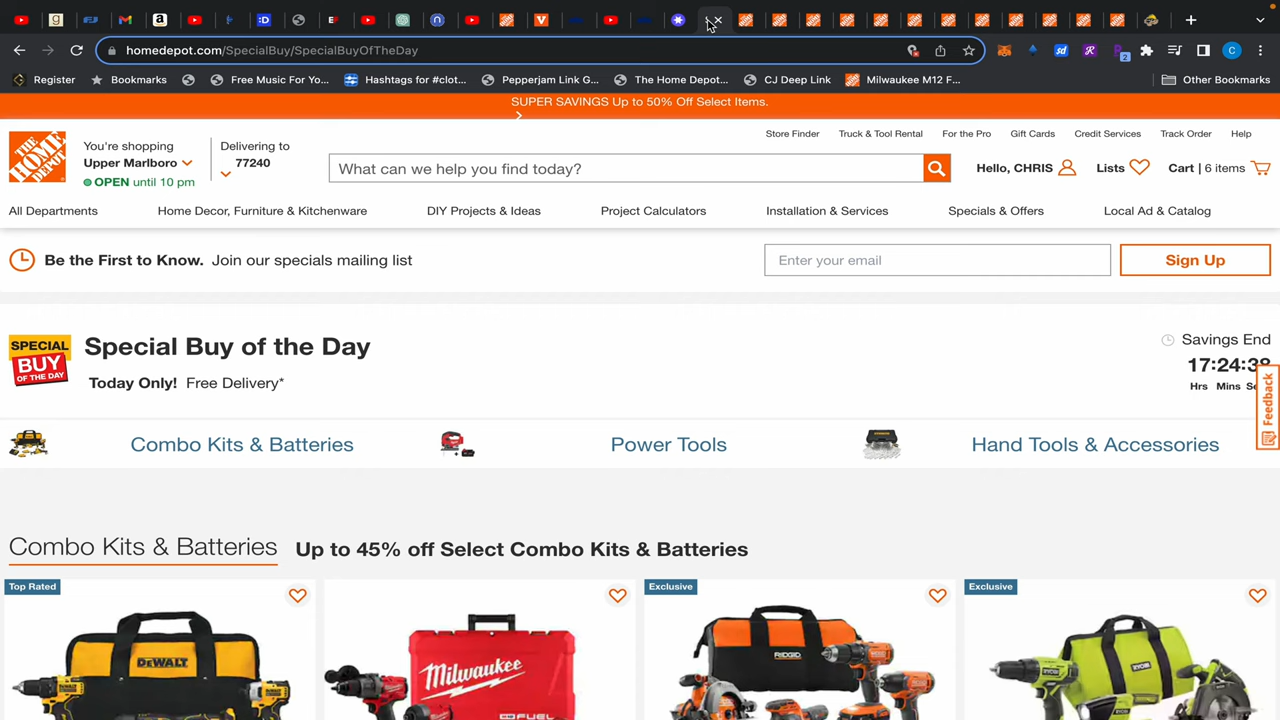 homedepot.com/SpecialBuy/SpecialBuyOfTheDay
Register
Bookmarks
Free Music For Yo...
Hashtags for #clot...
Pepperjam Link G...
The Home Depot...
CJ Deep Link
Milwaukee M12 F...
Other Bookmarks
SUPER SAVINGS Up to 50% Off Select Items.
Store Finder
Truck & Tool Rental
For the Pro
Gift Cards
Credit Services
Track Order
Help
THE HOME DEPOT
You're shopping
Upper Marlboro
OPEN until 10 pm
Delivering to
77240
What can we help you find today?
Hello, CHRIS
Lists
Cart | 6 items
All Departments
Home Decor, Furniture & Kitchenware
DIY Projects & Ideas
Project Calculators
Installation & Services
Specials & Offers
Local Ad & Catalog
Be the First to Know. Join our specials mailing list
Enter your email
Sign Up
SPECIAL BUY OF THE DAY
Special Buy of the Day
Today Only! Free Delivery*
Savings End
17:24:38
Hrs Mins
Feedback
Combo Kits & Batteries
Power Tools
Hand Tools & Accessories
Combo Kits & Batteries
Up to 45% off Select Combo Kits & Batteries
Top Rated
Exclusive
Exclusive
DEWALT
Milwaukee
FUEL
RIDGID
RYOBI